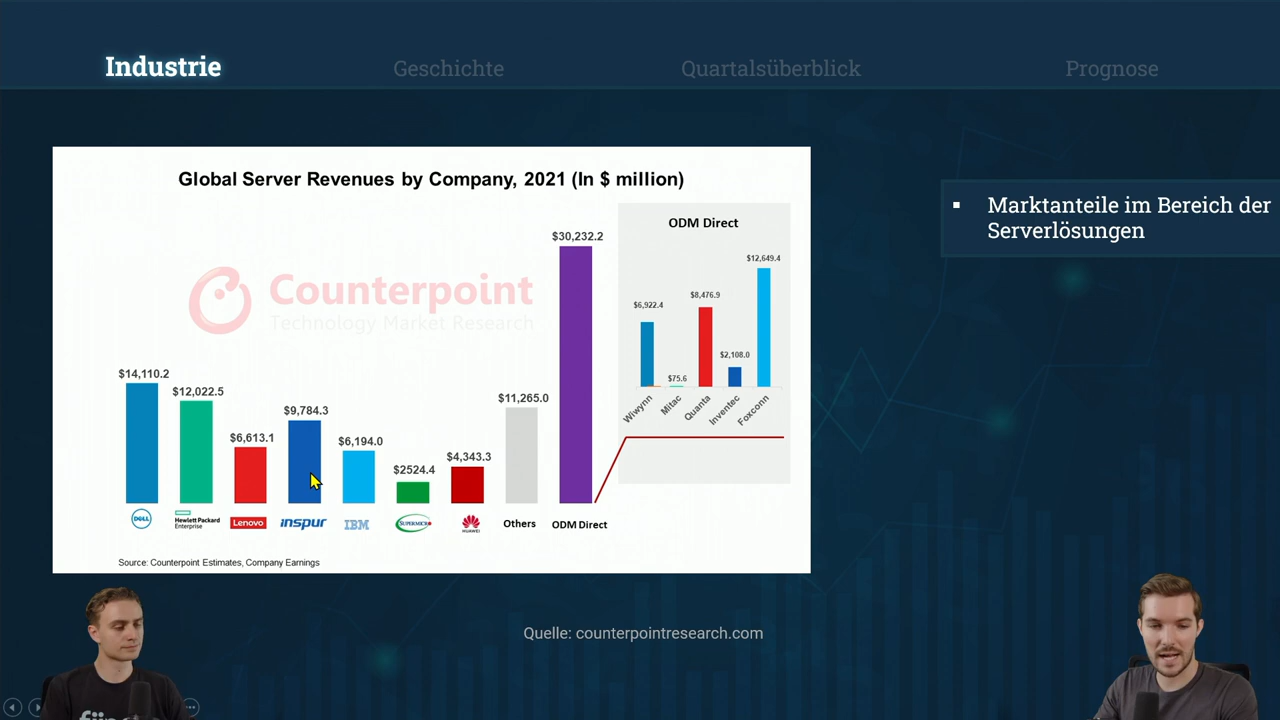 Industrie
Geschichte
Quartalsüberblick
Prognose
Global Server Revenues by Company, 2021 (In $ million)
Counterpoint
Technology Market Research
$14,110.2
$12,022.5
$6,613.1
$9,784.3
$6,194.0
$2524.4
$4,343.3
$11,265.0
$30,232.2
DELL
Hewlett Packard
Enterprise
Lenovo
inspur
IBM
SUPERMICRO
HUAWEI
Others
ODM Direct
ODM Direct
$6,922.4
$75.6
$8,476.9
$2,108.0
$12,649.4
Wiwynn
Mitac
Quanta
Inventec
Foxconn
Source: Counterpoint Estimates, Company Earnings
▪ Marktanteile im Bereich der
Serverlösungen
Quelle: counterpointresearch.com